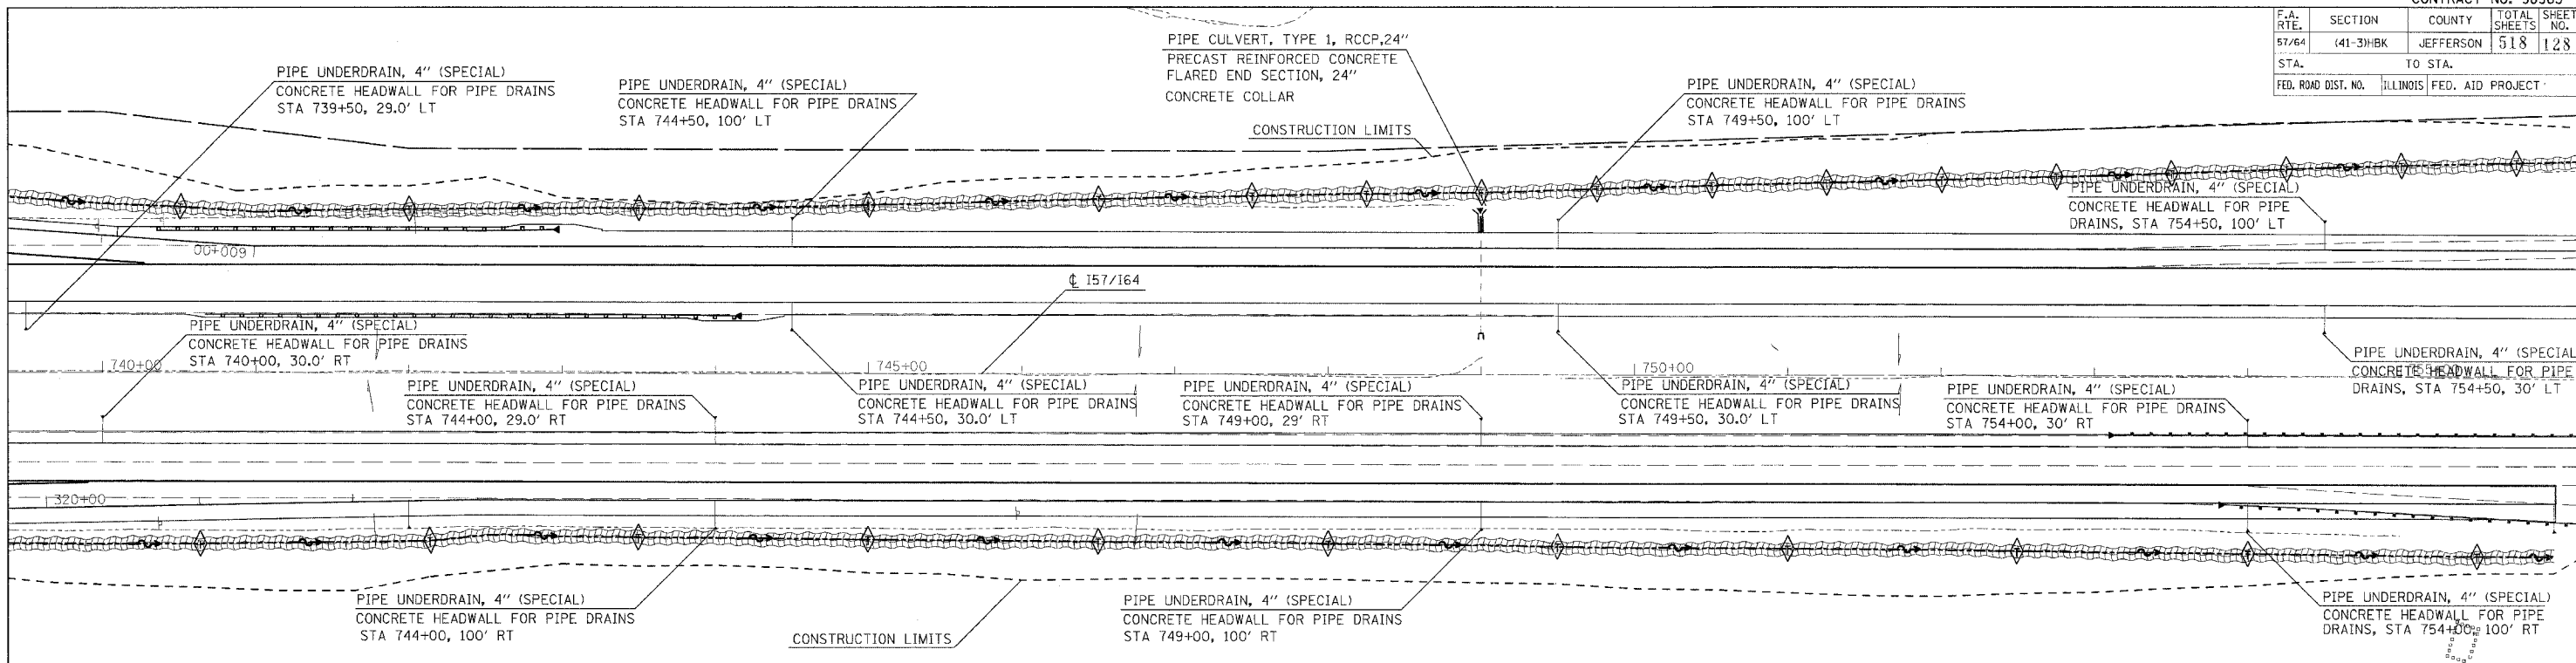 F.A. RTE. SECTION COUNTY TOTAL SHEETS SHEET NO.
57/64 (41-3)HBK JEFFERSON 518 128
STA. TO STA.
FED. ROAD DIST. NO. ILLINOIS FED. AID PROJECT
PIPE UNDERDRAIN, 4" (SPECIAL)
CONCRETE HEADWALL FOR PIPE DRAINS
STA 739+50, 29.0' LT
PIPE UNDERDRAIN, 4" (SPECIAL)
CONCRETE HEADWALL FOR PIPE DRAINS
STA 744+50, 100' LT
PIPE CULVERT, TYPE 1, RCCP,24"
PRECAST REINFORCED CONCRETE
FLARED END SECTION, 24"
CONCRETE COLLAR
CONSTRUCTION LIMITS
PIPE UNDERDRAIN, 4" (SPECIAL)
CONCRETE HEADWALL FOR PIPE DRAINS
STA 749+50, 100' LT
PIPE UNDERDRAIN, 4" (SPECIAL)
CONCRETE HEADWALL FOR PIPE
DRAINS, STA 754+50, 100' LT
600+00
℄ I57/I64
PIPE UNDERDRAIN, 4" (SPECIAL)
CONCRETE HEADWALL FOR PIPE DRAINS
STA 740+00, 30.0' RT
740+00
745+00
750+00
PIPE UNDERDRAIN, 4" (SPECIAL
CONCRETE HEADWALL FOR PIPE
DRAINS, STA 754+50, 30' LT
PIPE UNDERDRAIN, 4" (SPECIAL)
CONCRETE HEADWALL FOR PIPE DRAINS
STA 744+00, 29.0' RT
PIPE UNDERDRAIN, 4" (SPECIAL)
CONCRETE HEADWALL FOR PIPE DRAINS
STA 744+50, 30.0' LT
PIPE UNDERDRAIN, 4" (SPECIAL)
CONCRETE HEADWALL FOR PIPE DRAINS
STA 749+00, 29' RT
PIPE UNDERDRAIN, 4" (SPECIAL)
CONCRETE HEADWALL FOR PIPE DRAINS
STA 749+50, 30.0' LT
PIPE UNDERDRAIN, 4" (SPECIAL)
CONCRETE HEADWALL FOR PIPE DRAINS
STA 754+00, 30' RT
320+00
PIPE UNDERDRAIN, 4" (SPECIAL)
CONCRETE HEADWALL FOR PIPE DRAINS
STA 744+00, 100' RT
CONSTRUCTION LIMITS
PIPE UNDERDRAIN, 4" (SPECIAL)
CONCRETE HEADWALL FOR PIPE DRAINS
STA 749+00, 100' RT
PIPE UNDERDRAIN, 4" (SPECIAL)
CONCRETE HEADWALL FOR PIPE
DRAINS, STA 754+00, 100' RT